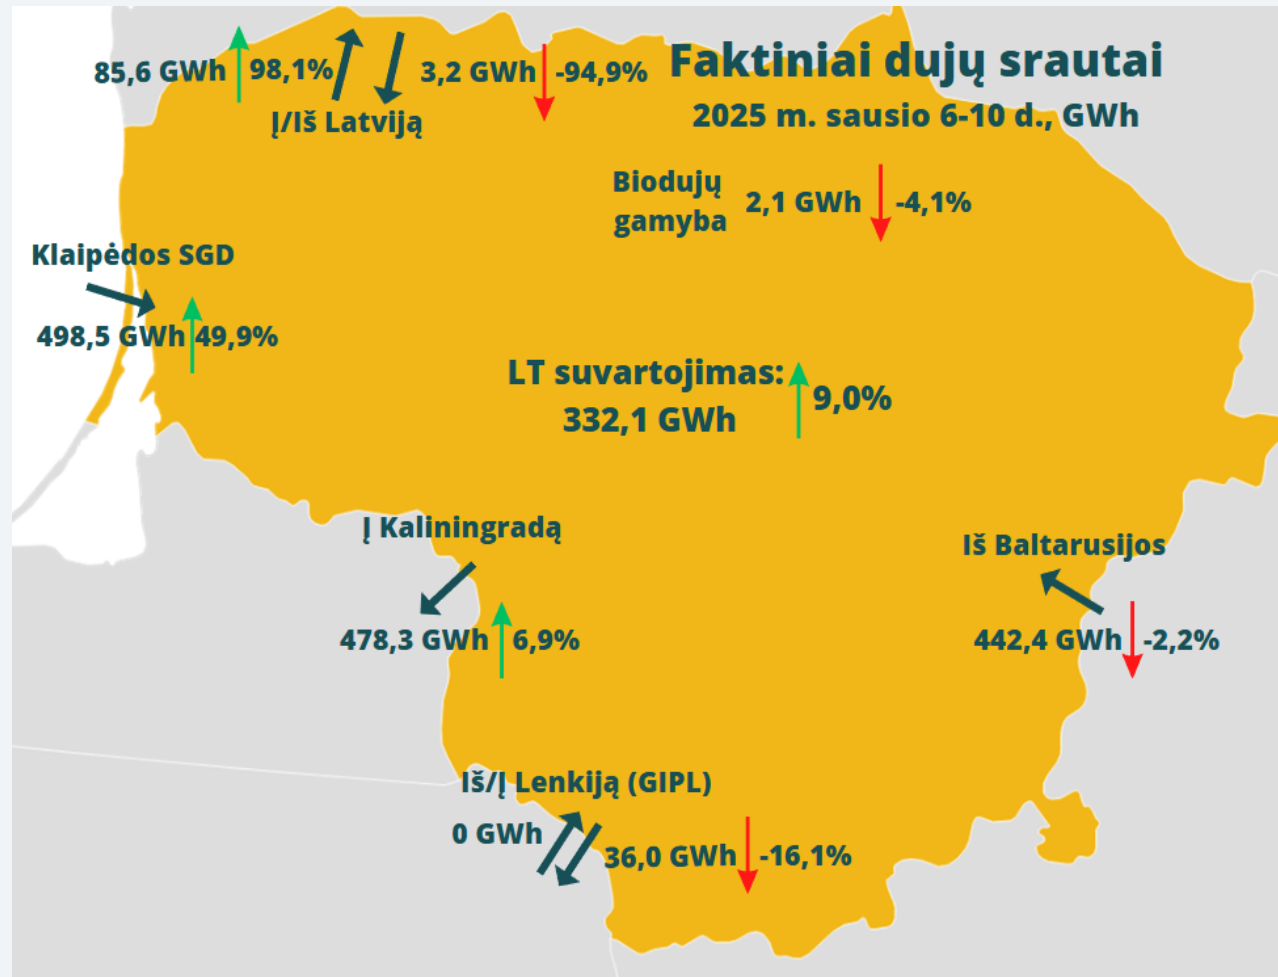 Faktiniai dujų srautai
2025 m. sausio 6-10 d., GWh
85,6 GWh 98,1%
3,2 GWh -94,9%
Į/Iš Latviją
Biodujų
gamyba
2,1 GWh -4,1%
Klaipėdos SGD
498,5 GWh 49,9%
LT suvartojimas:
332,1 GWh
9,0%
Į Kaliningradą
478,3 GWh 6,9%
Iš Baltarusijos
442,4 GWh -2,2%
Iš/Į Lenkiją (GIPL)
0 GWh
36,0 GWh -16,1%